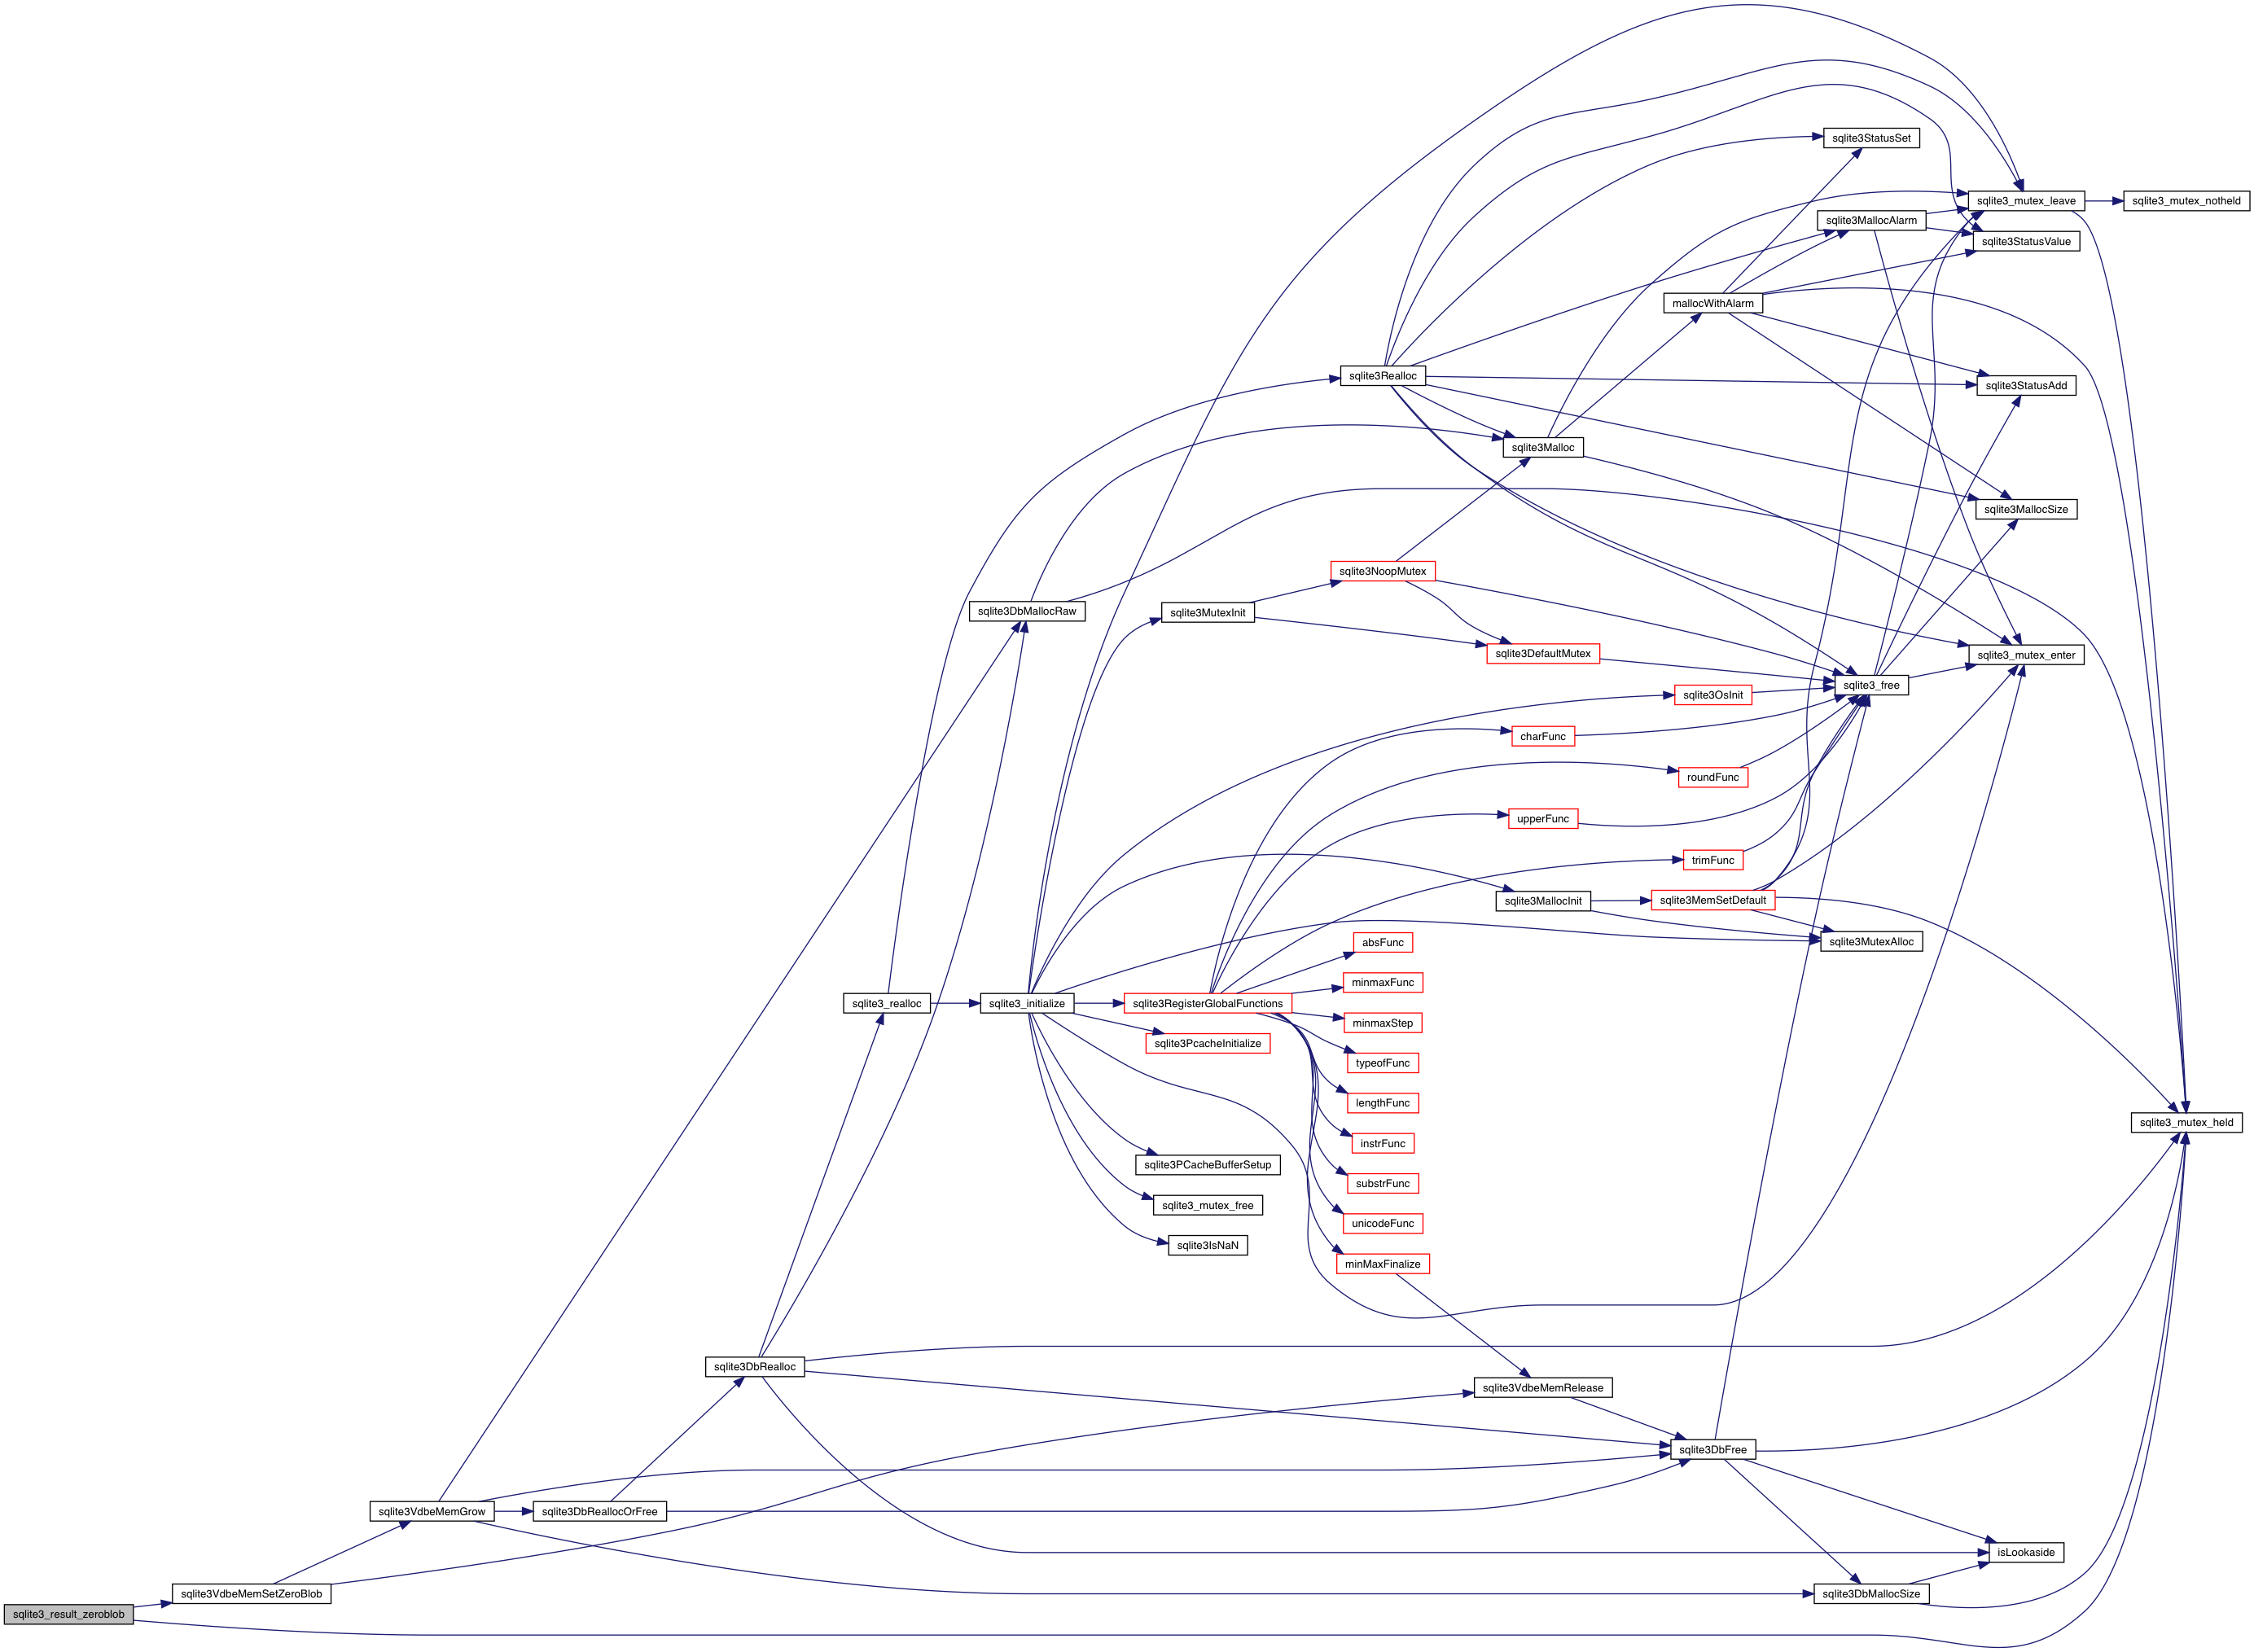 sqlite3StatusSet
sqlite3_mutex_leave
sqlite3_mutex_notheld
sqlite3MallocAlarm
sqlite3StatusValue
mallocWithAlarm
sqlite3Realloc
sqlite3StatusAdd
sqlite3Malloc
sqlite3MallocSize
sqlite3NoopMutex
sqlite3DbMallocRaw
sqlite3MutexInit
sqlite3DefaultMutex
sqlite3_mutex_enter
sqlite3_free
sqlite3OsInit
charFunc
roundFunc
upperFunc
trimFunc
sqlite3MallocInit
sqlite3MemSetDefault
absFunc
sqlite3MutexAlloc
minmaxFunc
sqlite3_realloc
sqlite3_initialize
sqlite3RegisterGlobalFunctions
minmaxStep
sqlite3PcacheInitialize
typeofFunc
lengthFunc
sqlite3_mutex_held
instrFunc
sqlite3PCacheBufferSetup
substrFunc
sqlite3_mutex_free
unicodeFunc
sqlite3IsNaN
minMaxFinalize
sqlite3DbRealloc
sqlite3VdbeMemRelease
sqlite3DbFree
sqlite3VdbeMemGrow
sqlite3DbReallocOrFree
isLookaside
sqlite3VdbeMemSetZeroBlob
sqlite3DbMallocSize
sqlite3_result_zeroblob